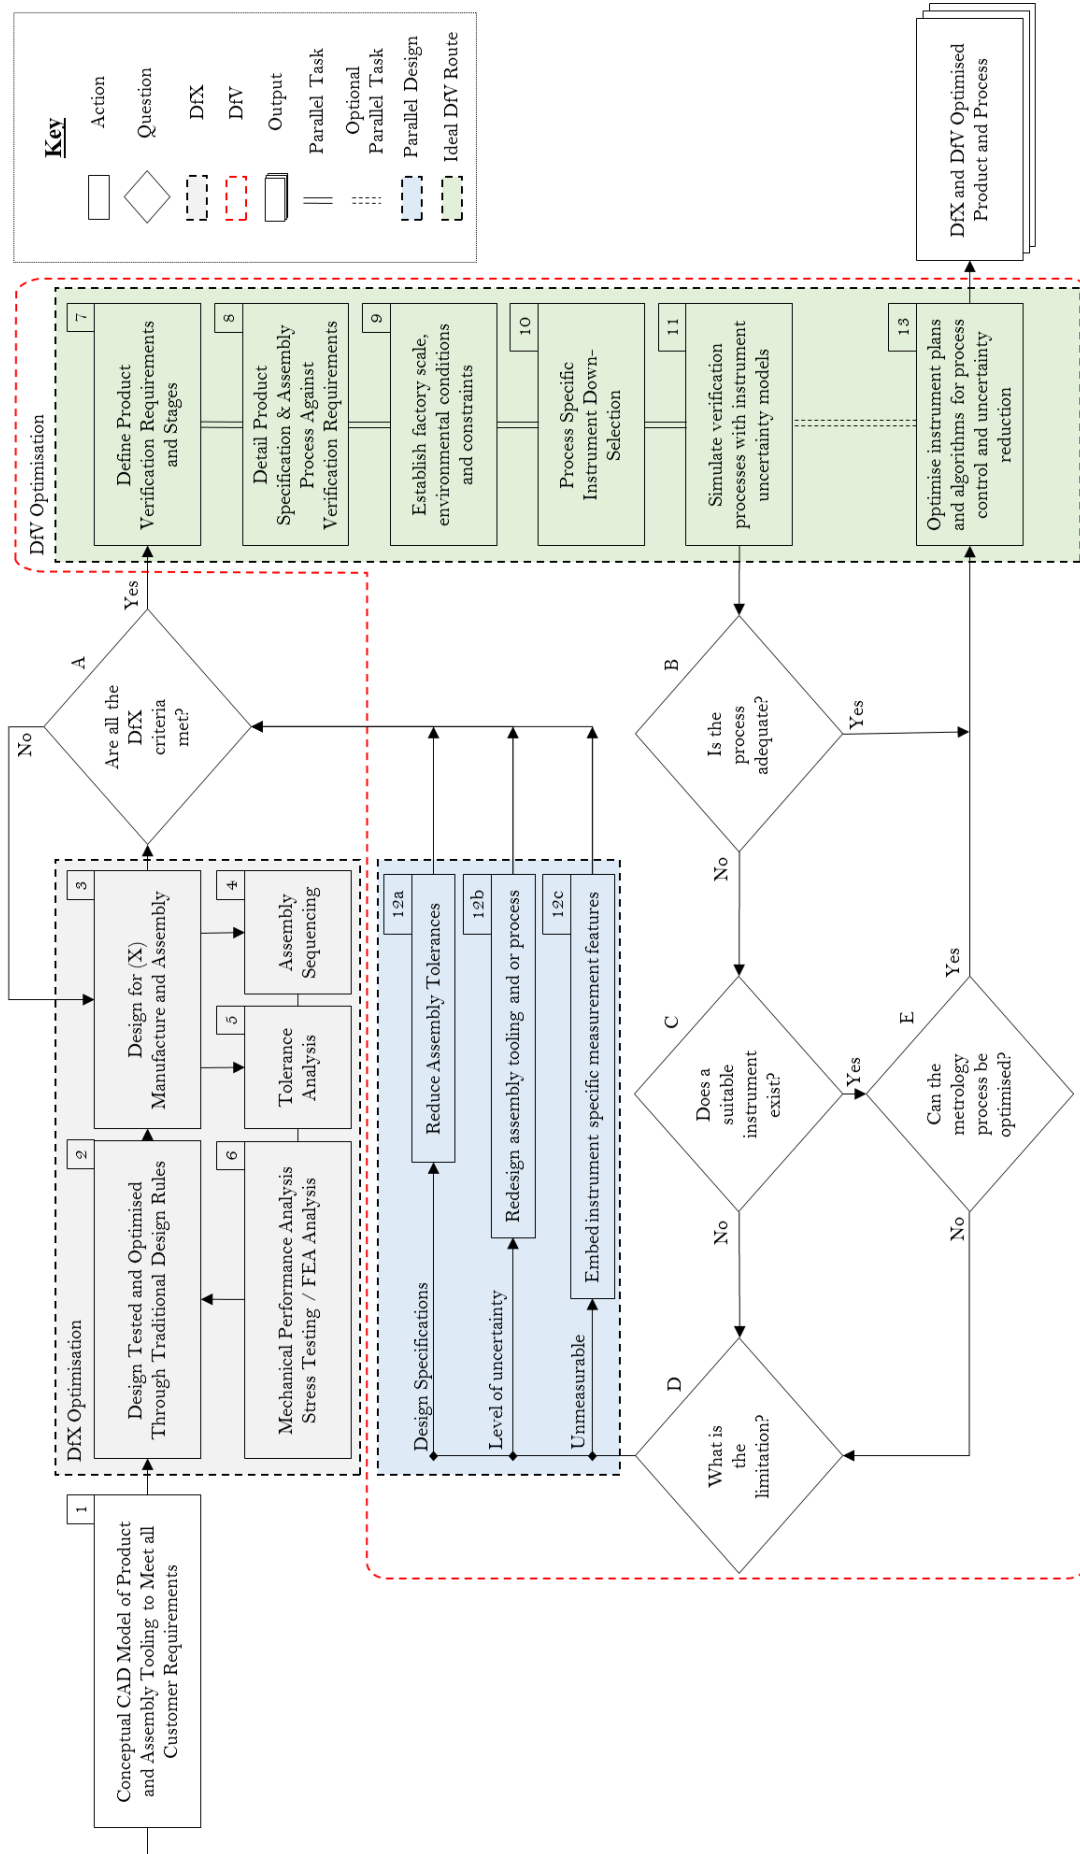 1
Conceptual CAD Model of Product
and Assembly Tooling to Meet all
Customer Requirements
DfX Optimisation
2
Design Tested and Optimised
Through Traditional Design Rules
3
Design for (X)
Manufacture and Assembly
4
Assembly
Sequencing
5
Tolerance
Analysis
6
Mechanical Performance Analysis
Stress Testing / FEA Analysis
A
Are all the
DfX
criteria
met?
No
Yes
DfV Optimisation
7
Define Product
Verification Requirements
and Stages
8
Detail Product
Specification & Assembly
Process Against
Verification Requirements
9
Establish factory scale,
environmental conditions
and constraints
10
Process Specific
Instrument Down-
Selection
11
Simulate verification
processes with instrument
uncertainty models
13
Optimise instrument plans
and algorithms for process
control and uncertainty
reduction
DfX and DfV Optimised
Product and Process
B
Is the
process
adequate?
Yes
No
C
Does a
suitable
instrument
exist?
Yes
No
E
Can the
metrology
process be
optimised?
Yes
No
D
What is
the
limitation?
Design Specifications
12a
Reduce Assembly Tolerances
Level of uncertainty
12b
Redesign assembly tooling and or process
Unmeasurable
12c
Embed instrument specific measurement features
Key
Action
Question
DfX
DfV
Output
Parallel Task
Optional
Parallel Task
Parallel Design
Ideal DfV Route